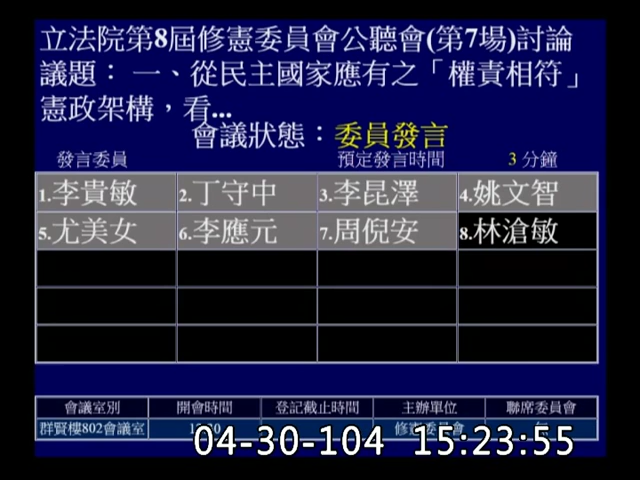 立法院第8屆修憲委員會公聽會(第7場)討論
議題： 一、從民主國家應有之「權責相符」
憲政架構，看...
會議狀態：委員發言
發言委員 預定發言時間 3 分鐘
1.李貴敏 2.丁守中 3.李昆澤 4.姚文智
5.尤美女 6.李應元 7.周倪安 8.林滄敏
會議室別 開會時間 登記截止時間 主辦單位 聯席委員會
群賢樓802會議室 修憲委員會
04-30-104 15:23:55